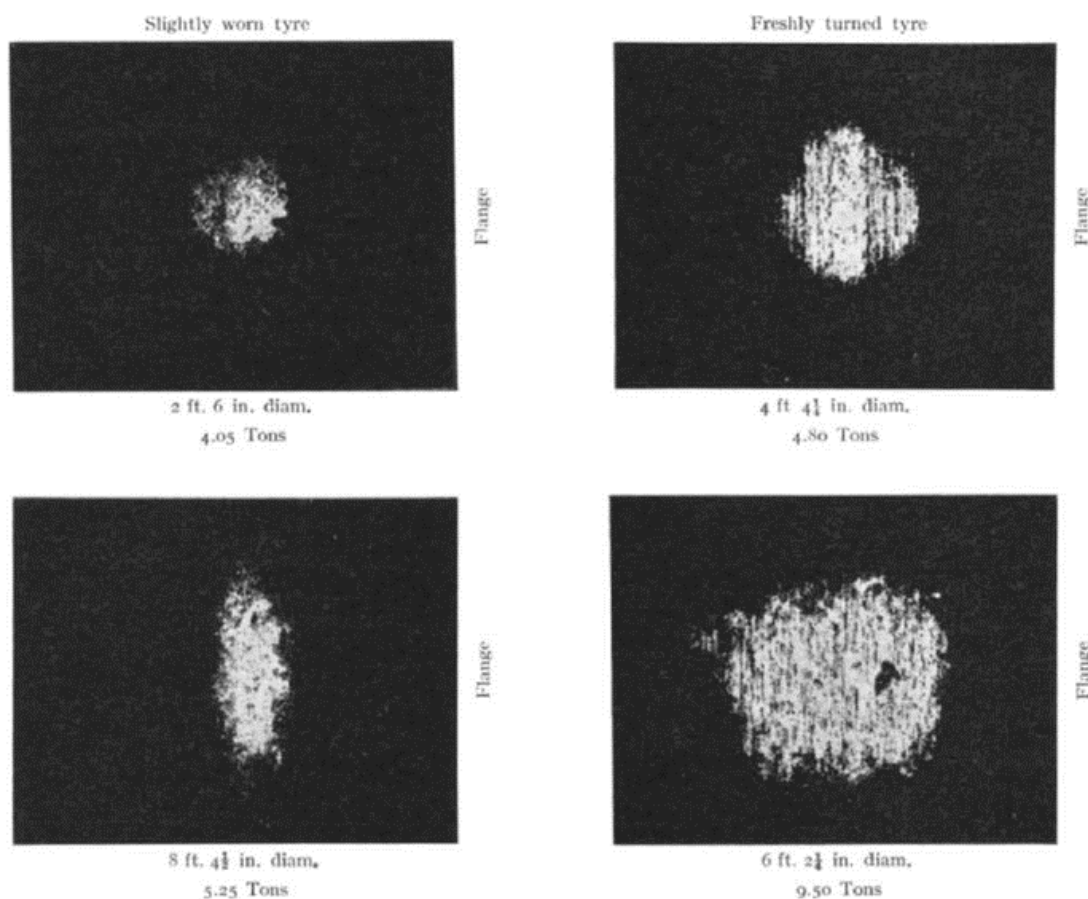 Slightly worn tyre
Freshly turned tyre
Flange
Flange
2 ft. 6 in. diam.
4.05 Tons
4 ft 4¼ in. diam.
4.80 Tons
Flange
Flange
8 ft. 4½ in. diam.
5.25 Tons
6 ft. 2¾ in. diam.
9.50 Tons